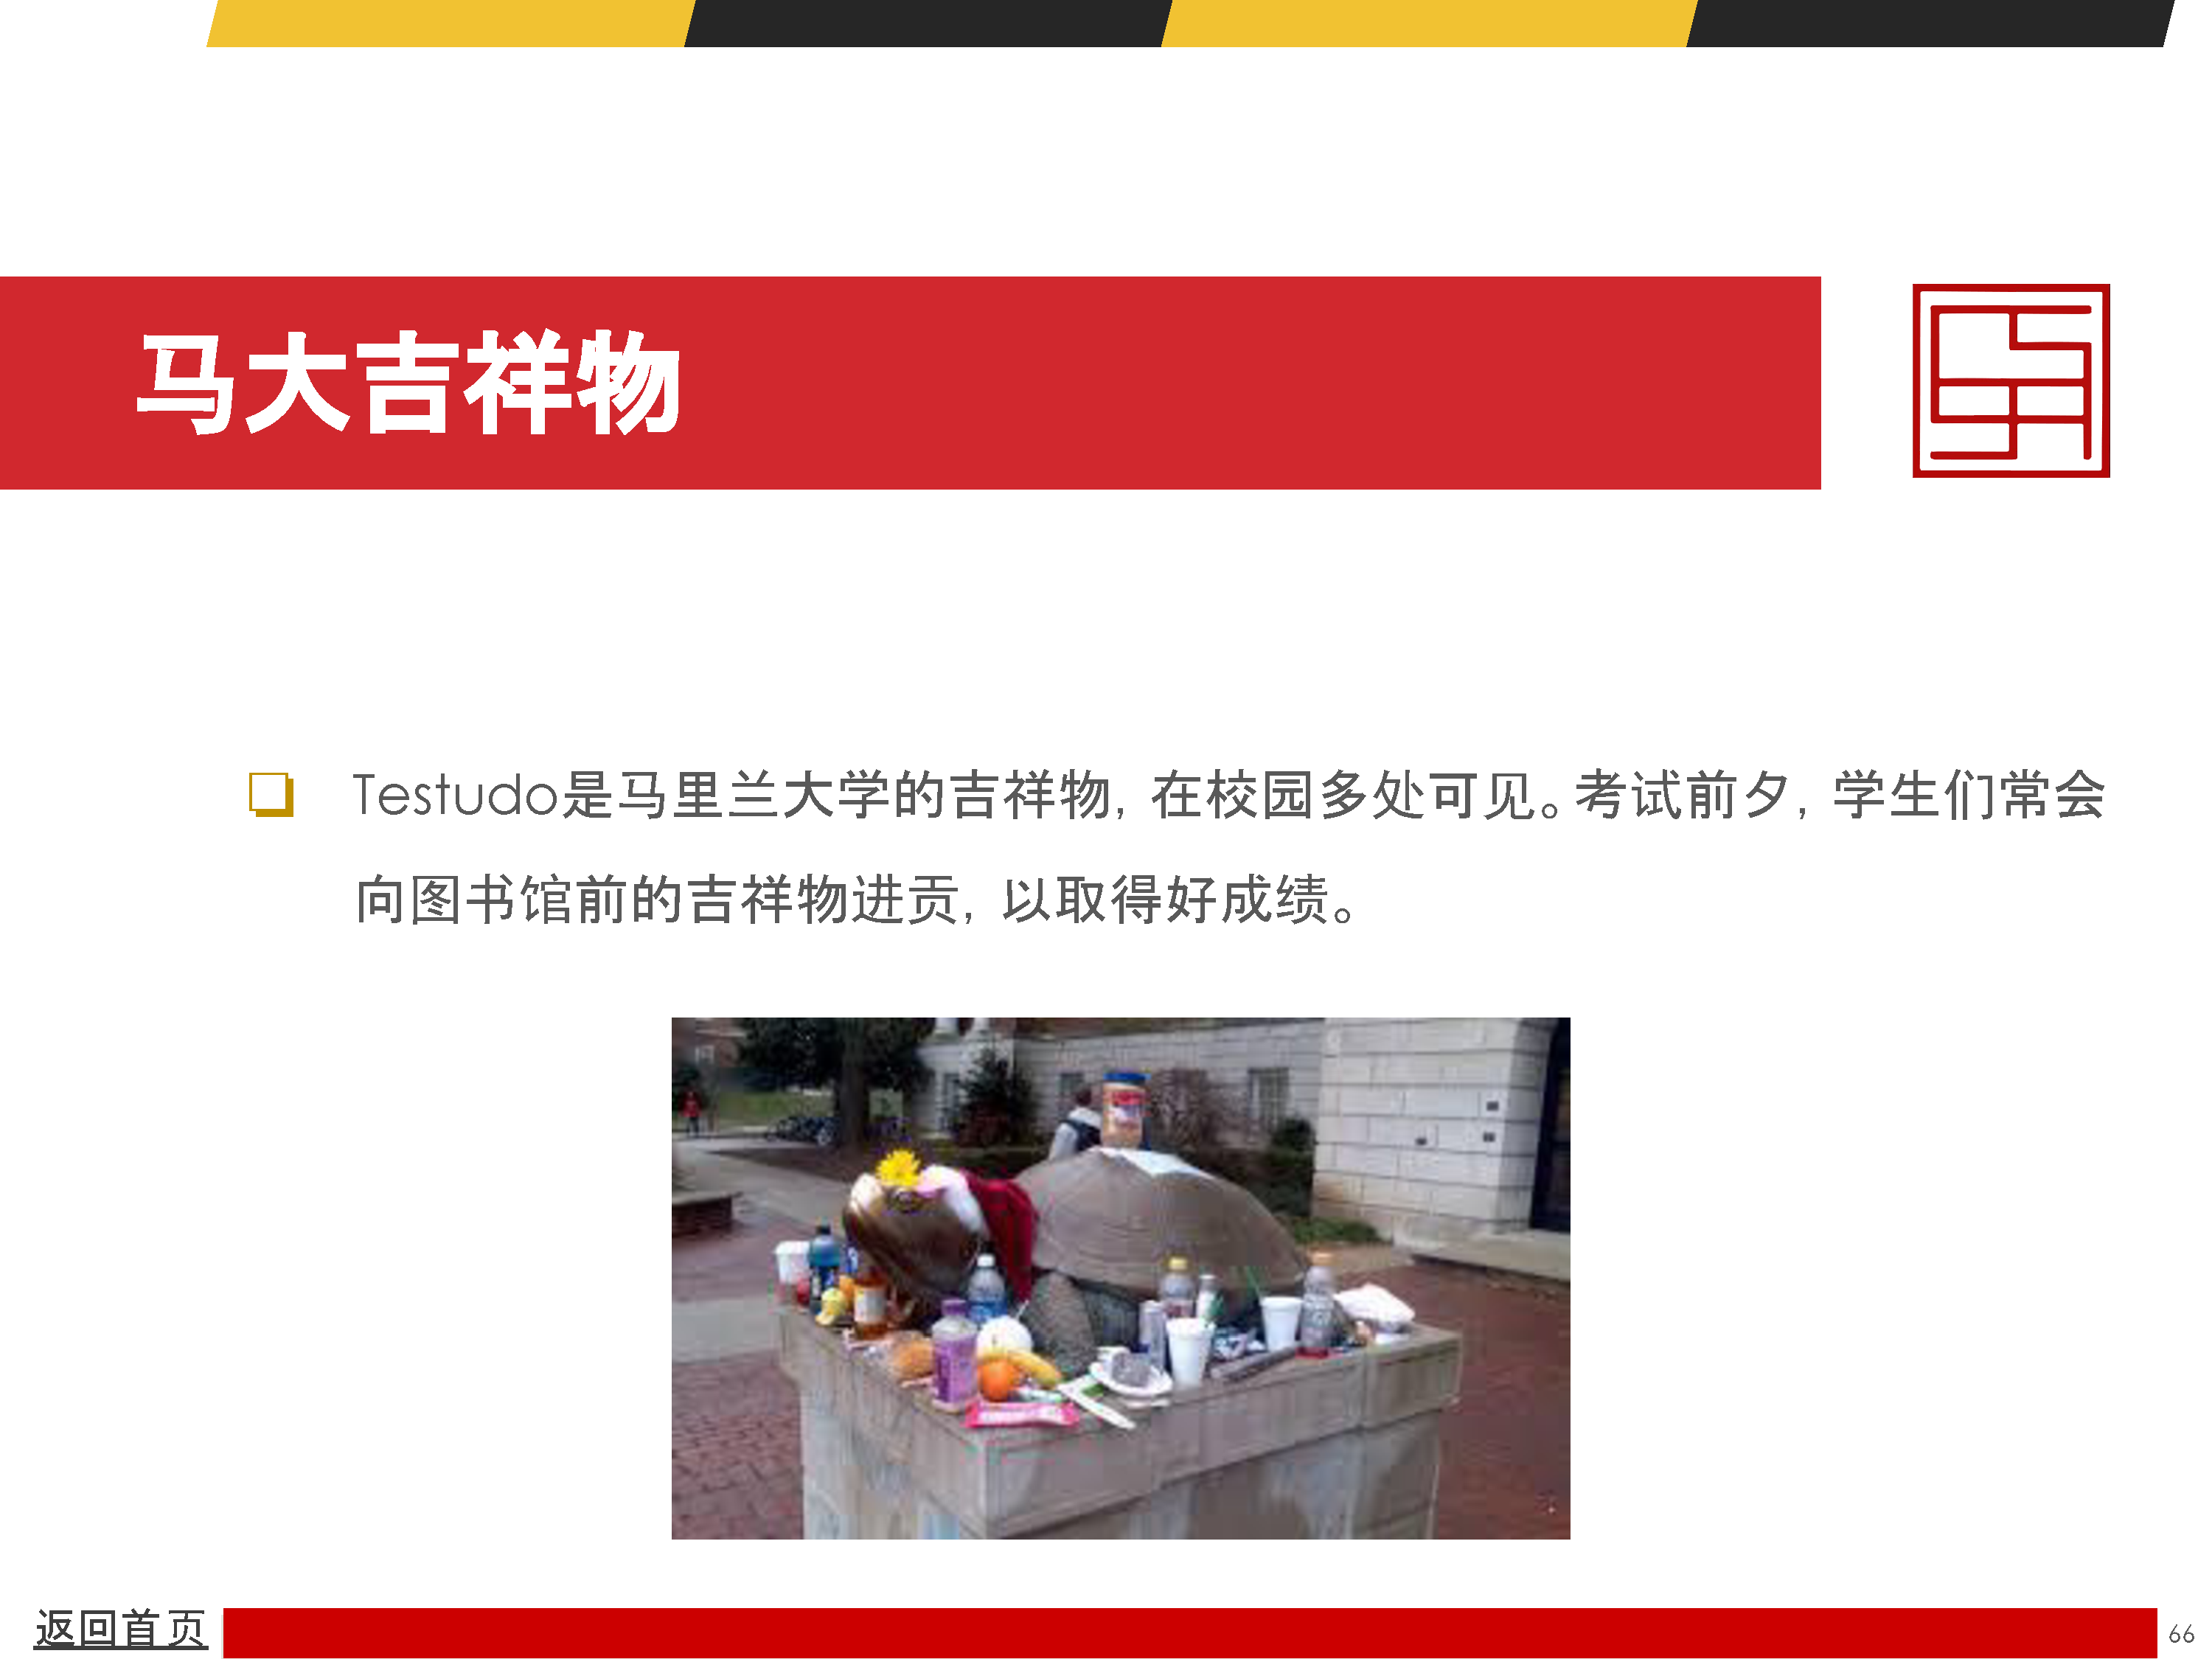 马大吉祥物
Testudo是马里兰大学的吉祥物，在校园多处可见。考试前夕，学生们常会
向图书馆前的吉祥物进贡，以取得好成绩。
返回首页
66